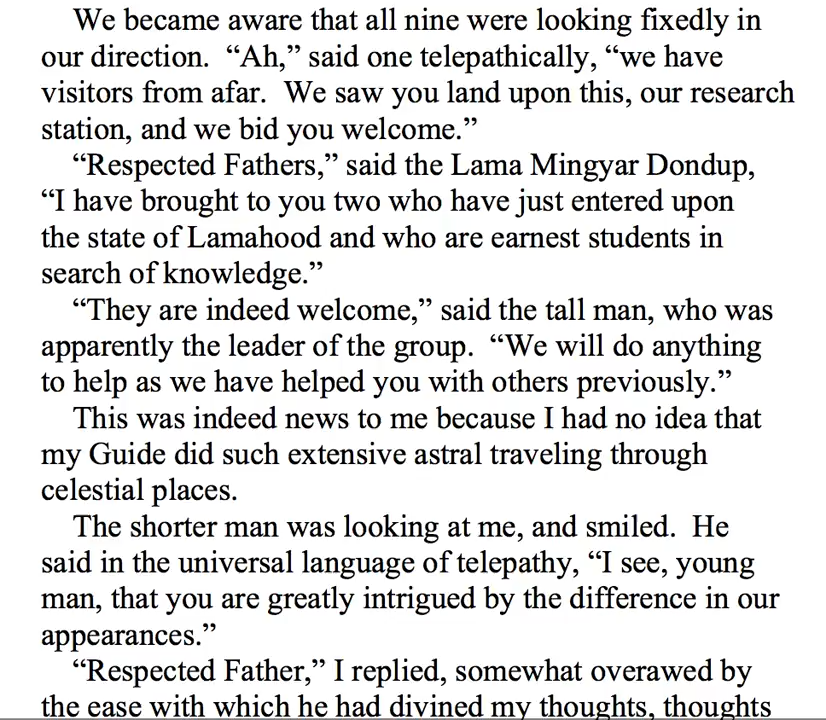 We became aware that all nine were looking fixedly in
our direction.  “Ah,” said one telepathically, “we have
visitors from afar.  We saw you land upon this, our research
station, and we bid you welcome.”
“Respected Fathers,” said the Lama Mingyar Dondup,
“I have brought to you two who have just entered upon
the state of Lamahood and who are earnest students in
search of knowledge.”
“They are indeed welcome,” said the tall man, who was
apparently the leader of the group.  “We will do anything
to help as we have helped you with others previously.”
This was indeed news to me because I had no idea that
my Guide did such extensive astral traveling through
celestial places.
The shorter man was looking at me, and smiled.  He
said in the universal language of telepathy, “I see, young
man, that you are greatly intrigued by the difference in our
appearances.”
“Respected Father,” I replied, somewhat overawed by
the ease with which he had divined my thoughts, thoughts